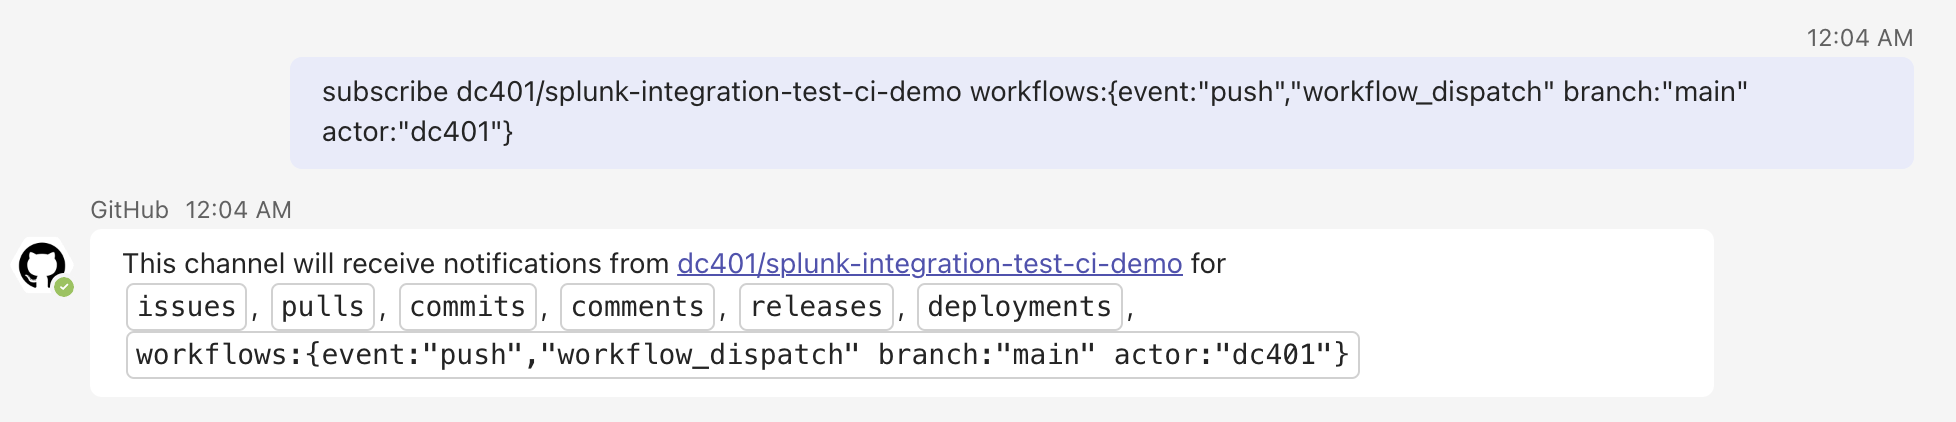 12:04 AM
subscribe dc401/splunk-integration-test-ci-demo workflows:{event:"push","workflow_dispatch" branch:"main"
actor:"dc401"}
GitHub 12:04 AM
This channel will receive notifications from dc401/splunk-integration-test-ci-demo for
issues, pulls, commits, comments, releases, deployments,
workflows:{event:"push","workflow_dispatch" branch:"main" actor:"dc401"}